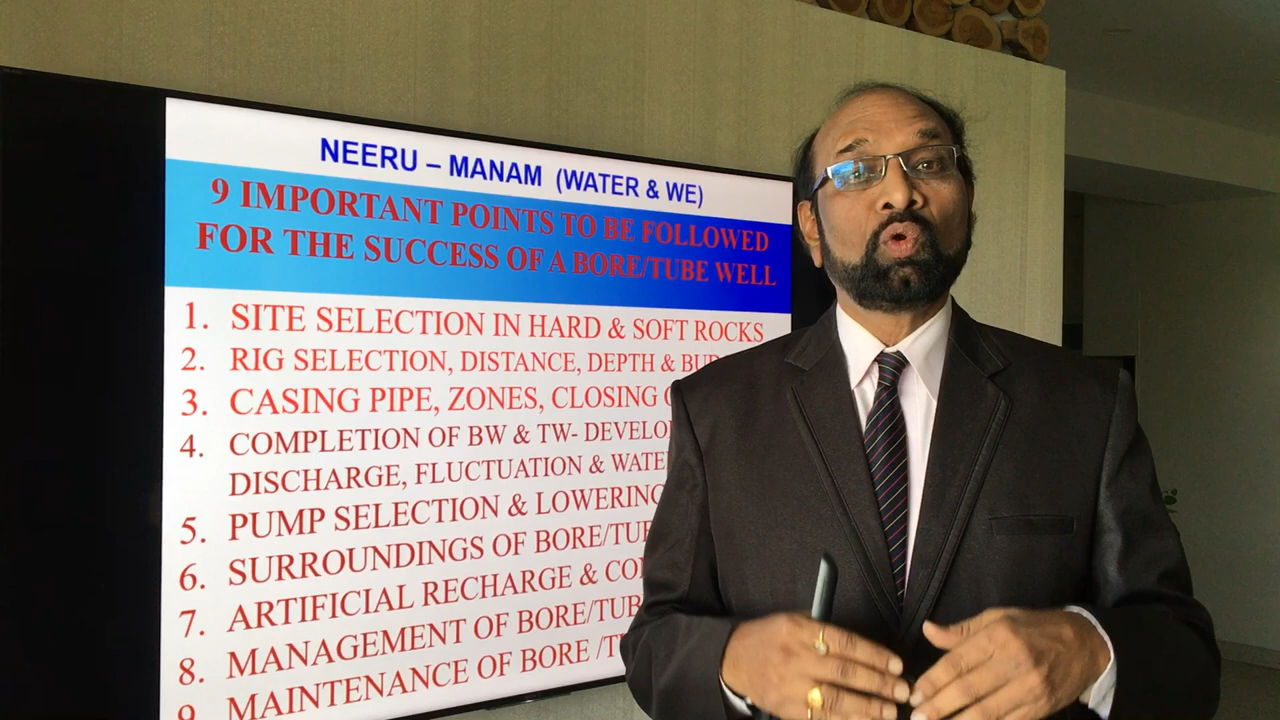 NEERU – MANAM (WATER & WE)
9 IMPORTANT POINTS TO BE FOLLOWED
FOR THE SUCCESS OF A BORE/TUBE WELL
1. SITE SELECTION IN HARD & SOFT ROCKS
2. RIG SELECTION, DISTANCE, DEPTH &
3. CASING PIPE, ZONES, CLOSING
4. COMPLETION OF BW & TW-
DISCHARGE, FLUCTUATION &
5. PUMP SELECTION & LOWERING
6. SURROUNDINGS OF
7. ARTIFICIAL RECHARGE &
8. MANAGEMENT OF
9. MAINTENANCE OF BORE